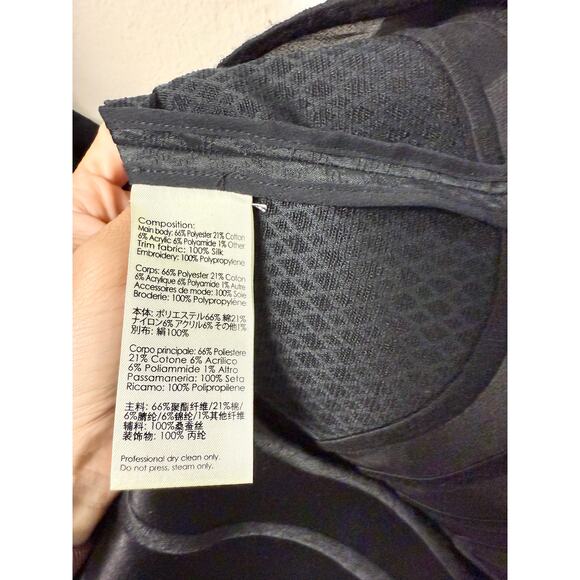 Composition:
Main body: 66% Polyester 21% Cotton
6% Acrylic 6% Polyamide 1% Other
Trim fabric: 100% Silk
Embroidery: 100% Polypropylene
Corps: 66% Polyester 21% Coton
6% Acrylique 6% Polyamide 1% Autre
Accessoires de mode: 100% Soie
Broderie: 100% Polypropylène
本体: ポリエステル66% 綿21%
ナイロン6% アクリル6% その他1%
別布: 絹100%
Corpo principale: 66% Poliestere
21% Cotone 6% Acrilico
6% Poliammide 1% Altro
Passamaneria: 100% Seta
Ricamo: 100% Polipropilene
主料: 66%聚酯纤维/21%棉/
6%腈纶/6%锦纶/1%其他纤维
辅料: 100%桑蚕丝
装饰物: 100% 丙纶
Professional dry clean only.
Do not press, steam only.